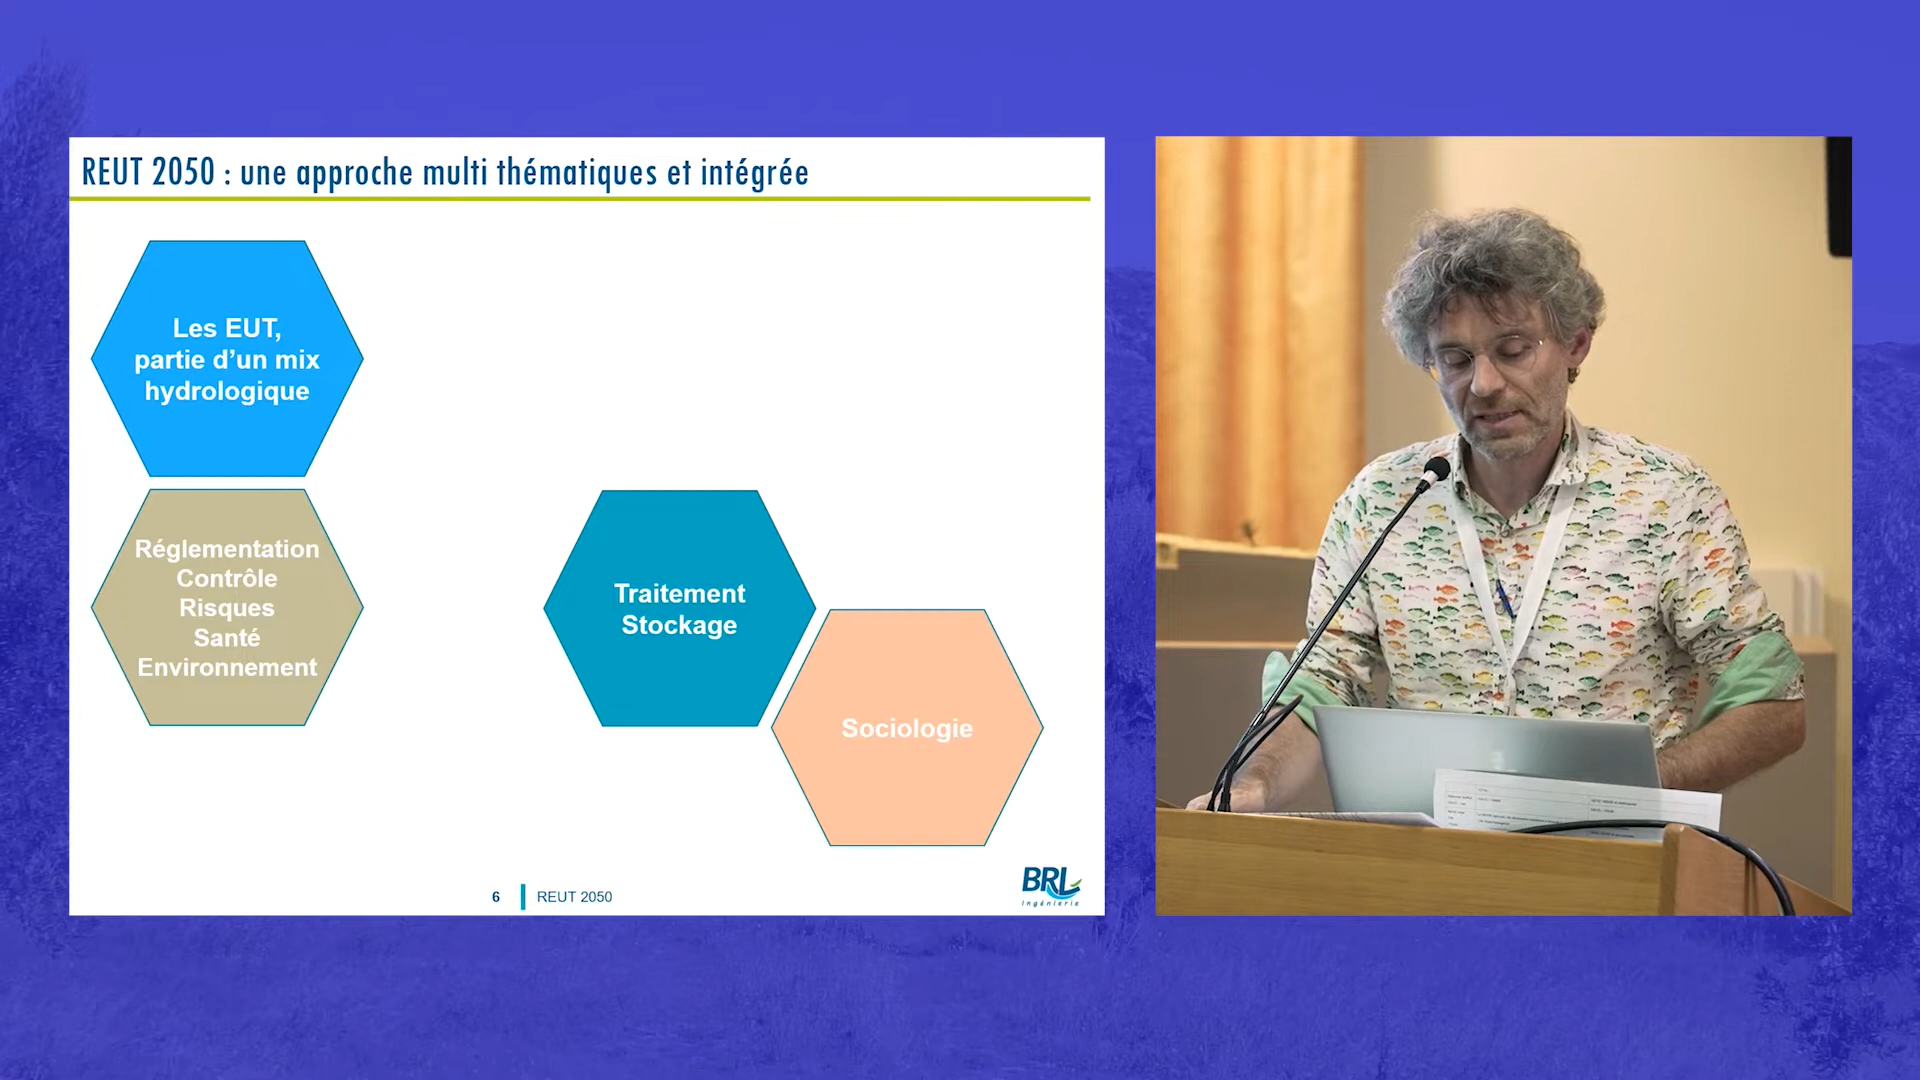 REUT 2050 : une approche multi thématiques et intégrée
Les EUT,
partie d’un mix
hydrologique
Réglementation
Contrôle
Risques
Santé
Environnement
Traitement
Stockage
Sociologie
6
REUT 2050
BRL
Ingénierie